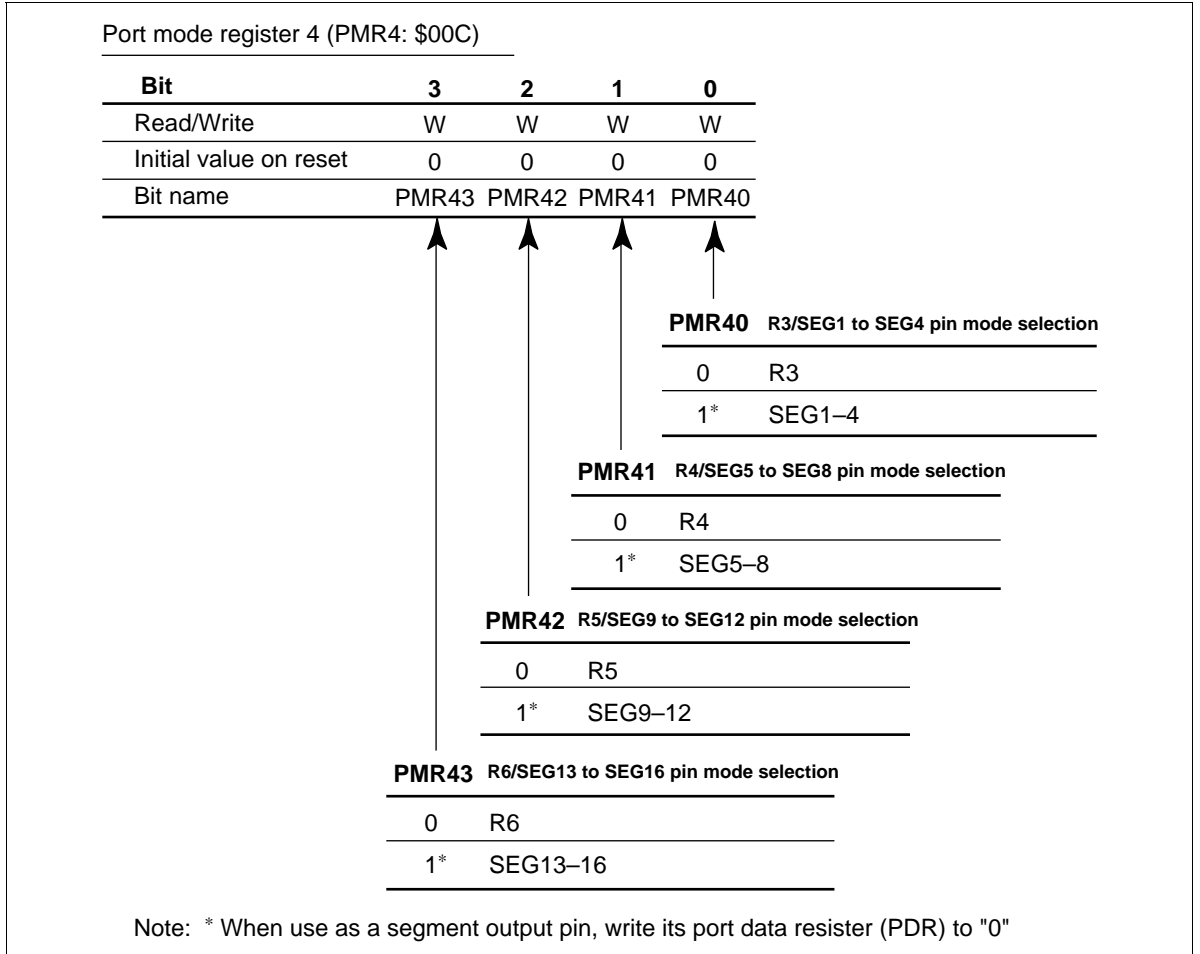 Port mode register 4 (PMR4: $00C)
Bit 3 2 1 0
Read/Write W W W W
Initial value on reset 0 0 0 0
Bit name PMR43 PMR42 PMR41 PMR40
PMR40 R3/SEG1 to SEG4 pin mode selection
0 R3
1* SEG1–4
PMR41 R4/SEG5 to SEG8 pin mode selection
0 R4
1* SEG5–8
PMR42 R5/SEG9 to SEG12 pin mode selection
0 R5
1* SEG9–12
PMR43 R6/SEG13 to SEG16 pin mode selection
0 R6
1* SEG13–16
Note: * When use as a segment output pin, write its port data resister (PDR) to "0"